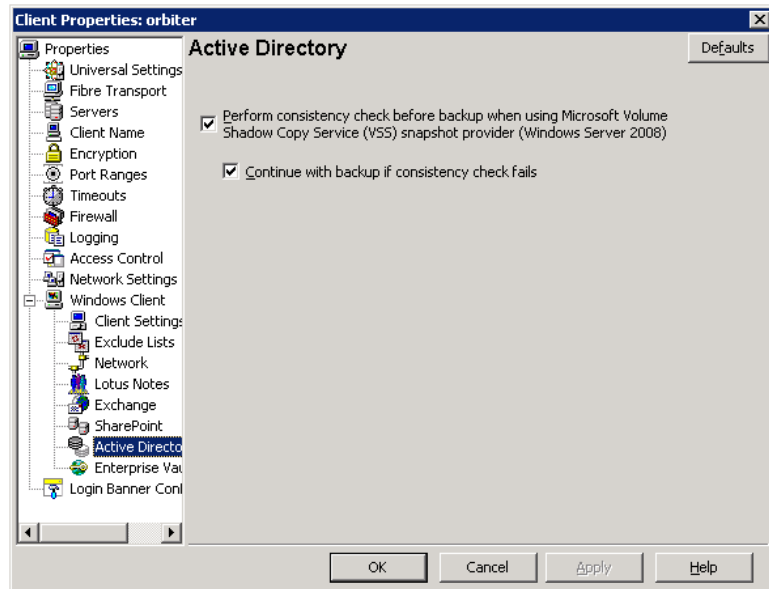 Client Properties: orbiter
Properties
Universal Settings
Fibre Transport
Servers
Client Name
Encryption
Port Ranges
Timeouts
Firewall
Logging
Access Control
Network Settings
Windows Client
Client Settings
Exclude Lists
Network
Lotus Notes
Exchange
SharePoint
Active Directo
Enterprise Vau
Login Banner Conf
Active Directory
Defaults
Perform consistency check before backup when using Microsoft Volume
Shadow Copy Service (VSS) snapshot provider (Windows Server 2008)
Continue with backup if consistency check fails
OK
Cancel
Apply
Help